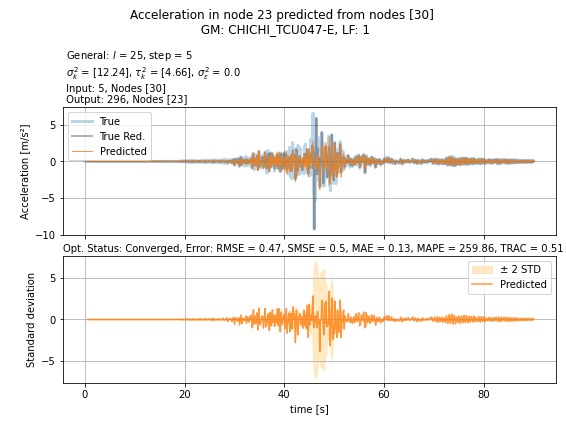 Acceleration in node 23 predicted from nodes [30]
GM: CHICHI_TCU047-E, LF: 1
General: l = 25, step = 5
σ²ₖ = [12.24], τ²ₖ = [4.66], σ²ε = 0.0
Input: 5, Nodes [30]
Output: 296, Nodes [23]
Acceleration [m/s²]
5
0
−5
−10
True
True Red.
Predicted
Opt. Status: Converged, Error: RMSE = 0.47, SMSE = 0.5, MAE = 0.13, MAPE = 259.86, TRAC = 0.51
Standard deviation
5
0
−5
± 2 STD
Predicted
0 20 40 60 80
time [s]